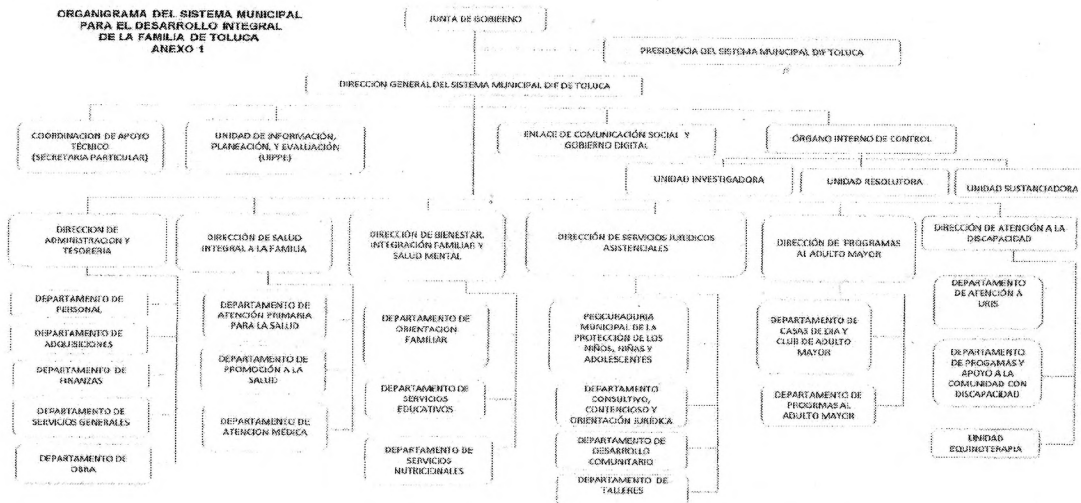 ORGANIGRAMA DEL SISTEMA MUNICIPAL
PARA EL DESARROLLO INTEGRAL
DE LA FAMILIA DE TOLUCA
ANEXO 1
JUNTA DE GOBIERNO
PRESIDENCIA DEL SISTEMA MUNICIPAL DIF TOLUCA
DIRECCIÓN GENERAL DEL SISTEMA MUNICIPAL DIF DE TOLUCA
COORDINACION DE APOYO
TÉCNICO
(SECRETARIA PARTICULAR)
UNIDAD DE INFORMACIÓN,
PLANEACIÓN, Y EVALUACIÓN
(UIPPE)
ENLACE DE COMUNICACIÓN SOCIAL Y
GOBIERNO DIGITAL
ÓRGANO INTERNO DE CONTROL
UNIDAD INVESTIGADORA
UNIDAD RESOLUTORA
UNIDAD SUSTANCIADORA
DIRECCION DE
ADMINISTRACION Y
TESORERIA
DIRECCIÓN DE SALUD
INTEGRAL A LA FAMILIA
DIRECCIÓN DE BIENESTAR,
INTEGRACIÓN FAMILIAR Y
SALUD MENTAL
DIRECCIÓN DE SERVICIOS JURIDICOS
ASISTENCIALES
DIRECCIÓN DE PROGRAMAS
AL ADULTO MAYOR
DIRECCIÓN DE ATENCIÓN A LA
DISCAPACIDAD
DEPARTAMENTO DE
PERSONAL
DEPARTAMENTO DE
ADQUISICIONES
DEPARTAMENTO DE
FINANZAS
DEPARTAMENTO DE
SERVICIOS GENERALES
DEPARTAMENTO DE
OBRA
DEPARTAMENTO DE
ATENCIÓN PRIMARIA
PARA LA SALUD
DEPARTAMENTO DE
PROMOCIÓN A LA
SALUD
DEPARTAMENTO DE
ATENCION MÉDICA
DEPARTAMENTO DE
ORIENTACION
FAMILIAR
DEPARTAMENTO DE
SERVICIOS
EDUCATIVOS
DEPARTAMENTO DE
SERVICIOS
NUTRICIONALES
PROCURADURIA
MUNICIPAL DE LA
PROTECCIÓN DE LOS
NIÑOS, NIÑAS Y
ADOLESCENTES
DEPARTAMENTO
CONSULTIVO,
CONTENCIOSO Y
ORIENTACIÓN JURIDICA
DEPARTAMENTO DE
DESARROLLO
COMUNITARIO
DEPARTAMENTO DE
TALLERES
DEPARTAMENTO DE
CASAS DE DIA Y
CLUB DE ADULTO
MAYOR
DEPARTAMENTO DE
PROGRMAS AL
ADULTO MAYOR
DEPARTAMENTO
DE ATENCIÓN A
URIS
DEPARTAMENTO
DE PROGAMAS Y
APOYO A LA
COMUNIDAD CON
DISCAPACIDAD
UNIDAD
EQUINOTERAPIA